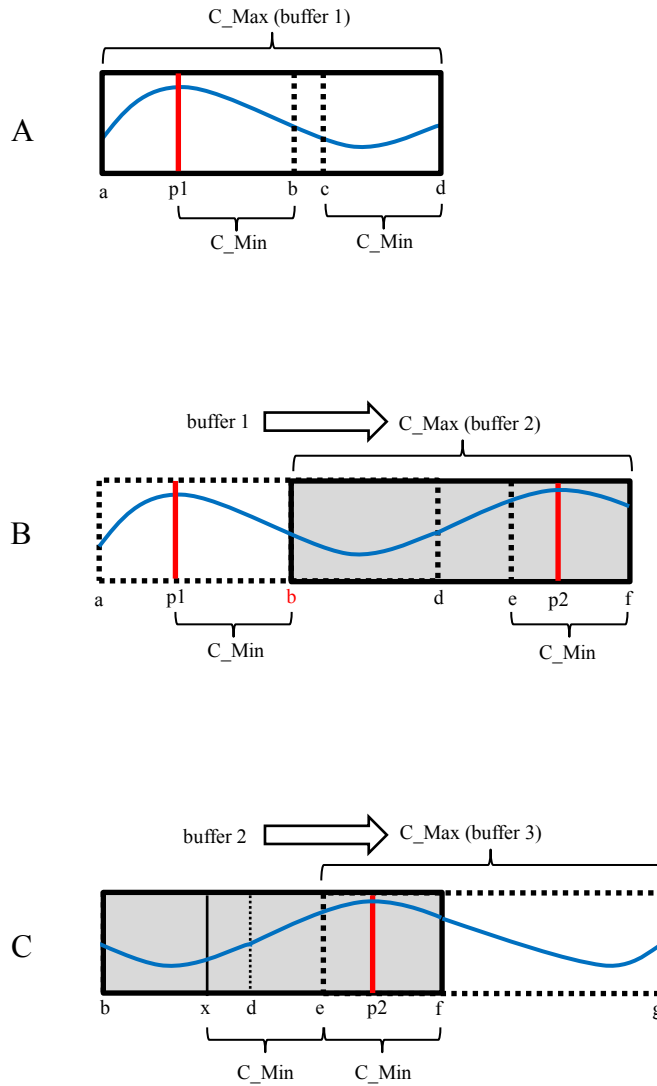 C_Max (buffer 1)
A
a p1 b c d
C_Min C_Min
buffer 1 C_Max (buffer 2)
B
a p1 b d e p2 f
C_Min C_Min
buffer 2 C_Max (buffer 3)
C
b x d e p2 f g
C_Min C_Min